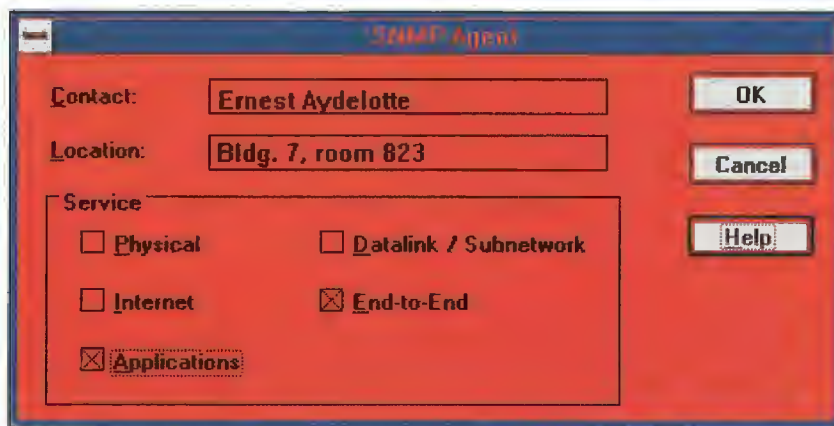 SNMP Agent
Contact: Ernest Aydelotte
Location: Bldg. 7, room 823
OK
Cancel
Help
Service
Physical
Datalink / Subnetwork
Internet
End-to-End
Applications